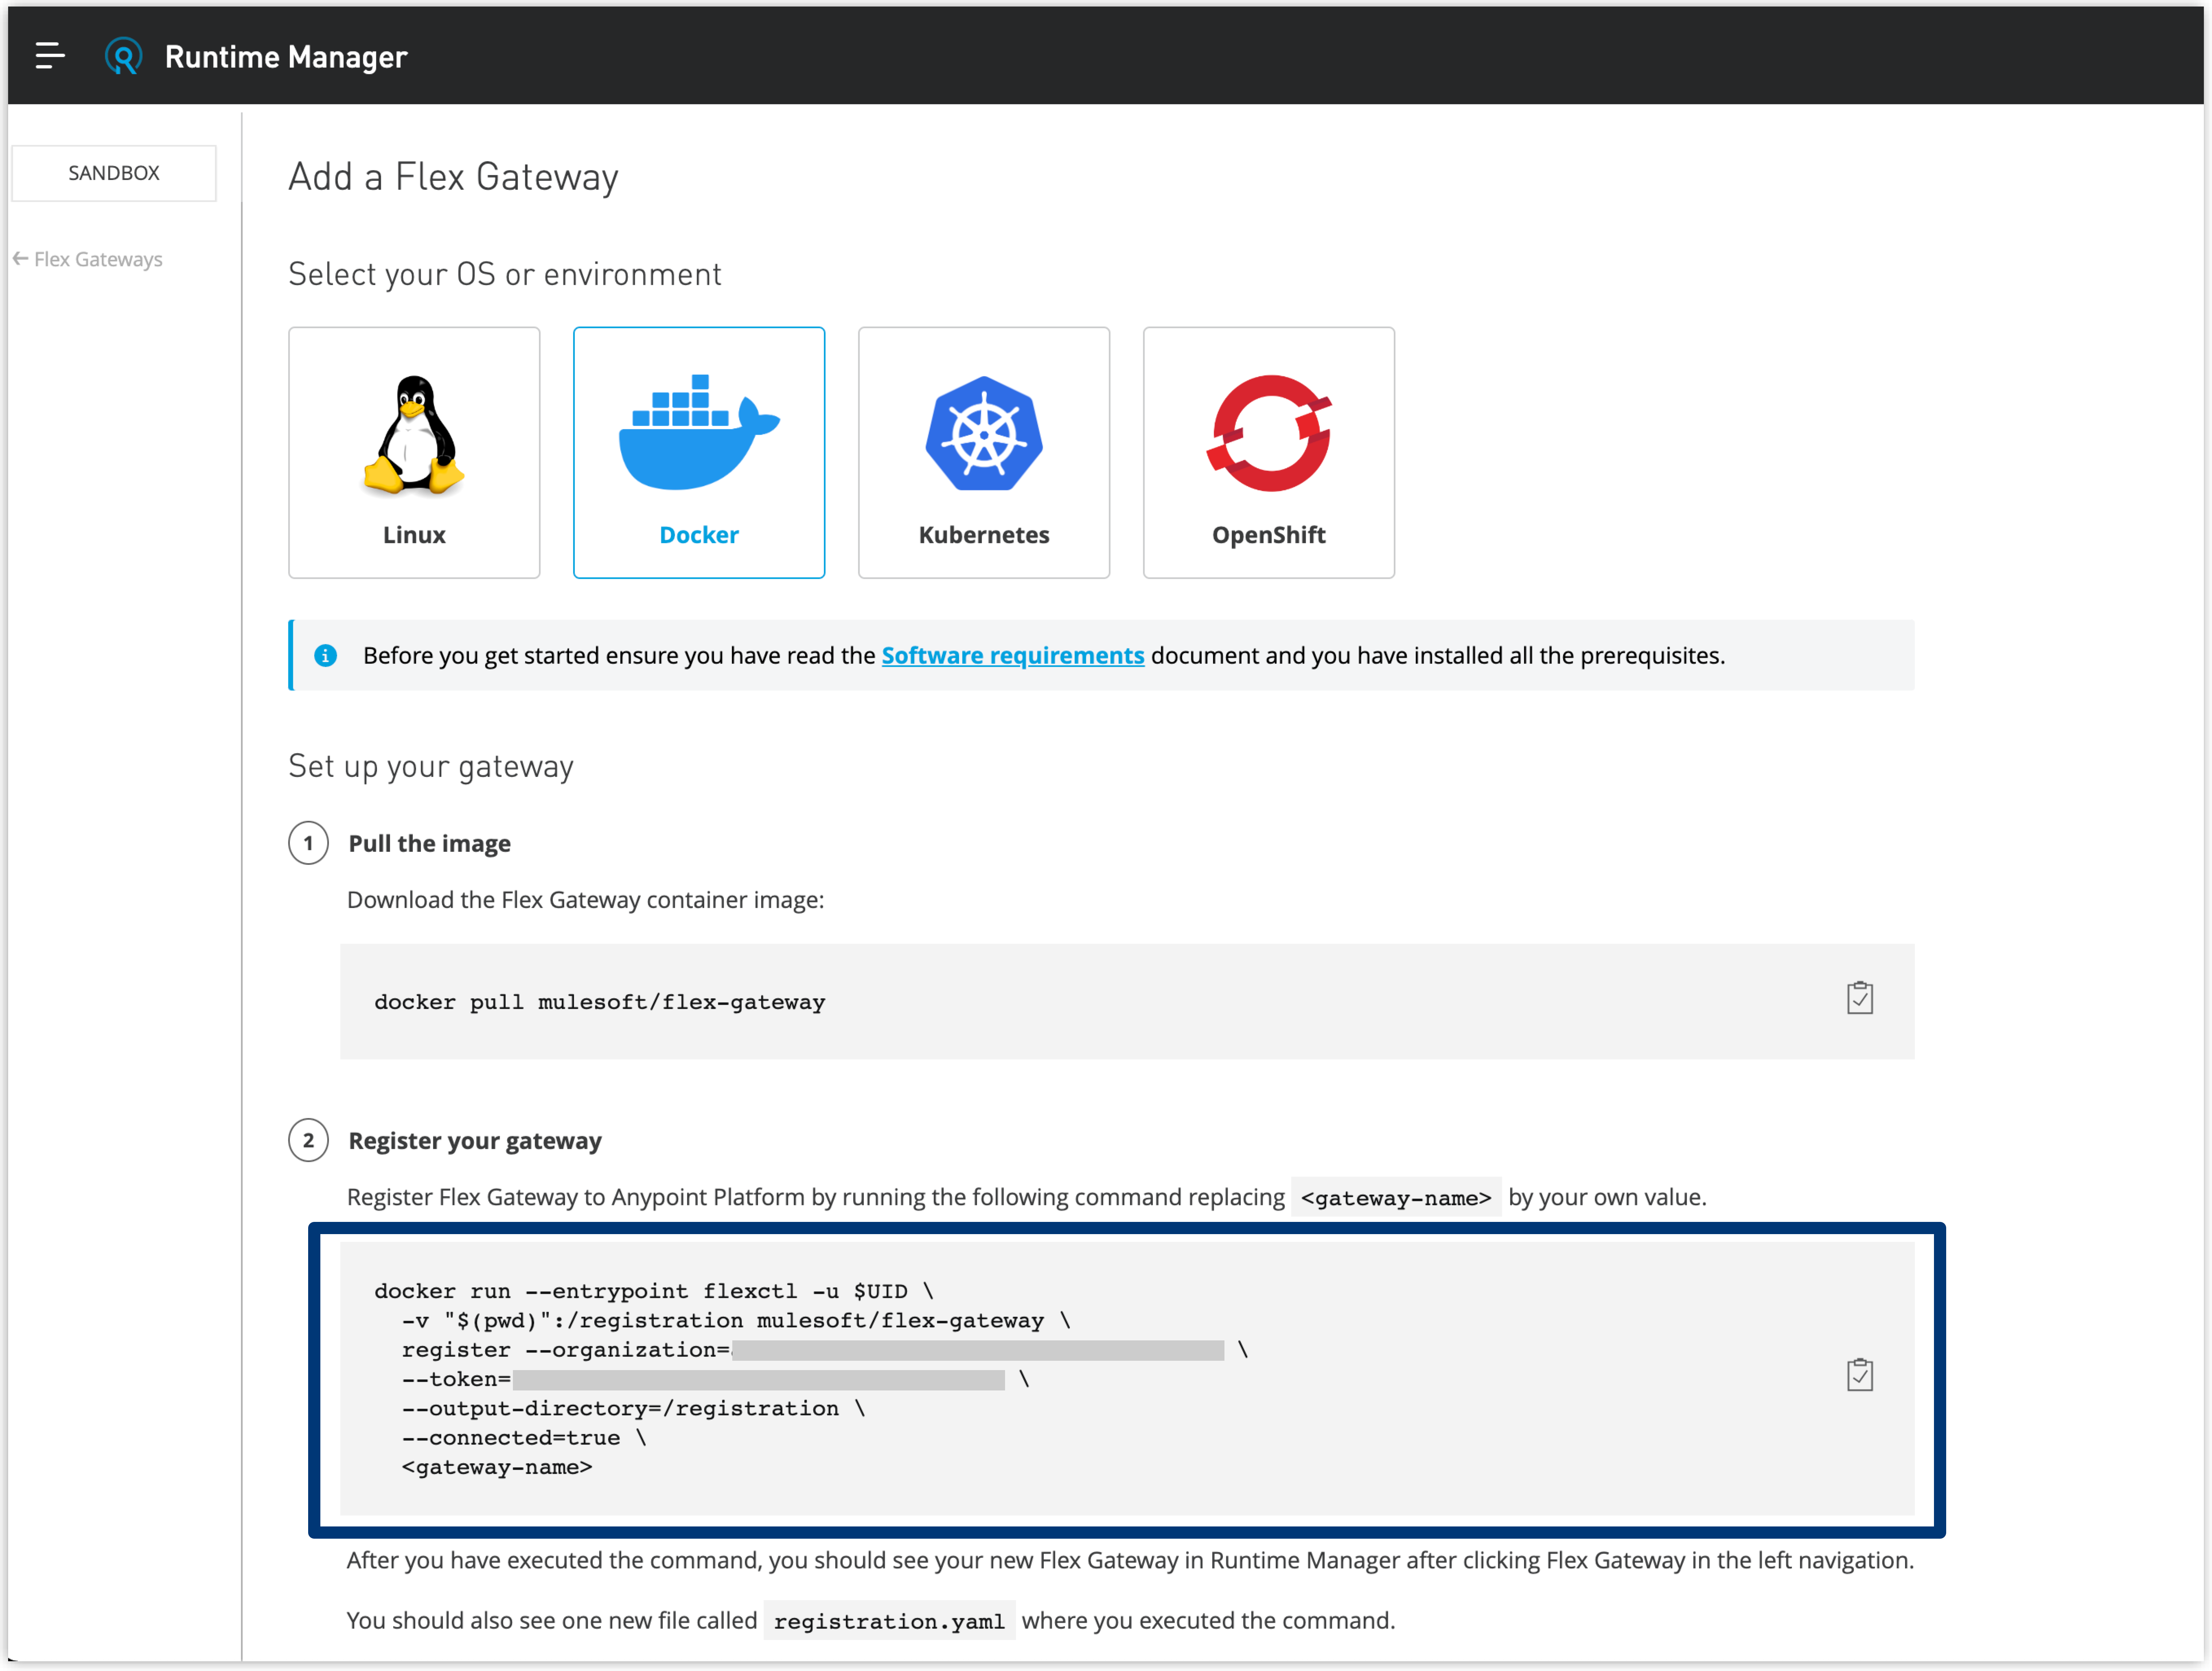 Runtime Manager
SANDBOX
← Flex Gateways
Add a Flex Gateway
Select your OS or environment
Linux
Docker
Kubernetes
OpenShift
Before you get started ensure you have read the Software requirements document and you have installed all the prerequisites.
Set up your gateway
1 Pull the image
Download the Flex Gateway container image:
docker pull mulesoft/flex-gateway
2 Register your gateway
Register Flex Gateway to Anypoint Platform by running the following command replacing <gateway-name> by your own value.
docker run --entrypoint flexctl -u $UID \
-v "$(pwd)":/registration mulesoft/flex-gateway \
register --organization= \
--token= \
--output-directory=/registration \
--connected=true \
<gateway-name>
After you have executed the command, you should see your new Flex Gateway in Runtime Manager after clicking Flex Gateway in the left navigation.
You should also see one new file called registration.yaml where you executed the command.